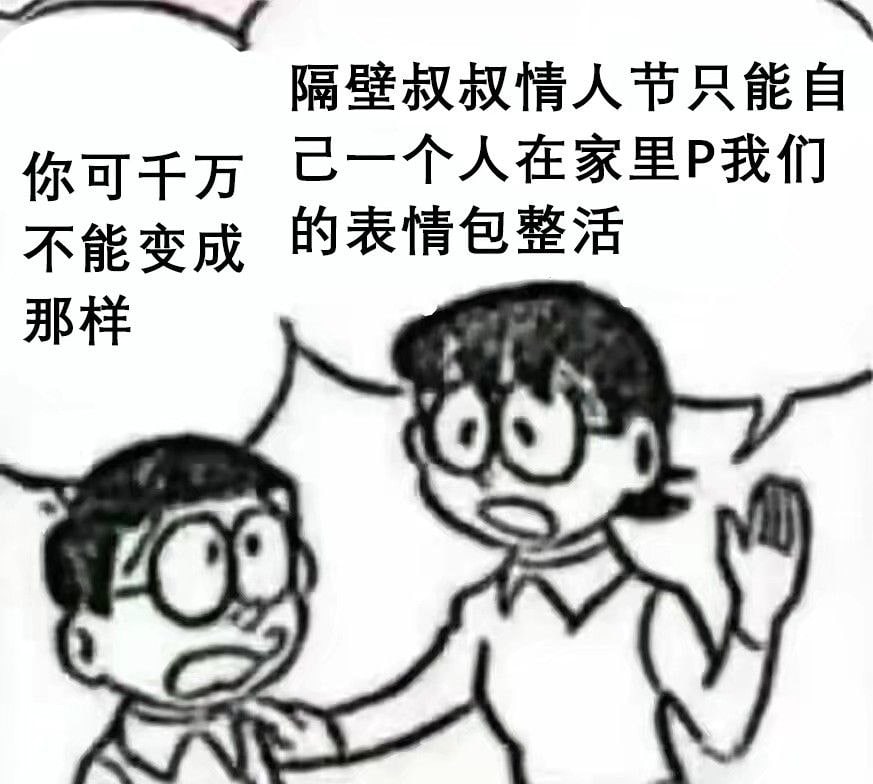 隔壁叔叔情人节只能自
己一个人在家里P我们
的表情包整活
你可千万
不能变成
那样